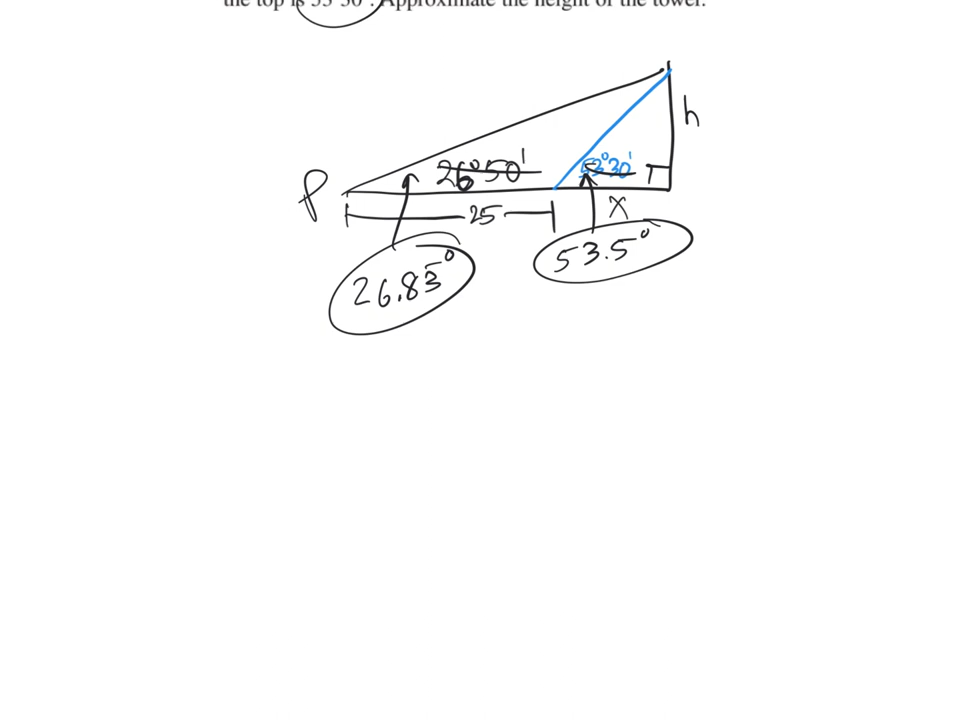 the top is 53°30'. Approximate the height of the tower.
h
26°50'
53°30'
P
25
x
26.83°
53.5°